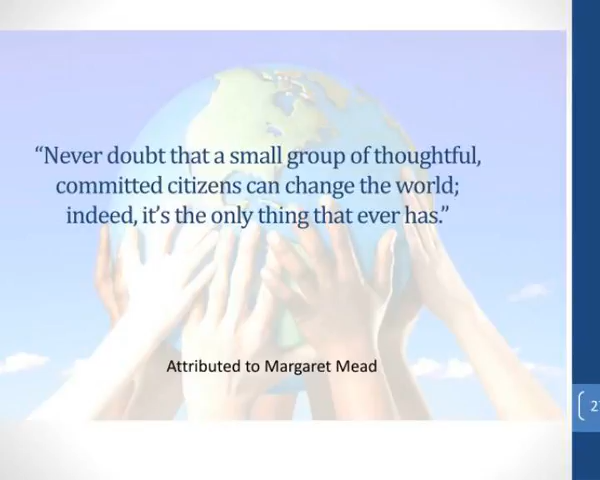 “Never doubt that a small group of thoughtful,
committed citizens can change the world;
indeed, it’s the only thing that ever has.”
Attributed to Margaret Mead